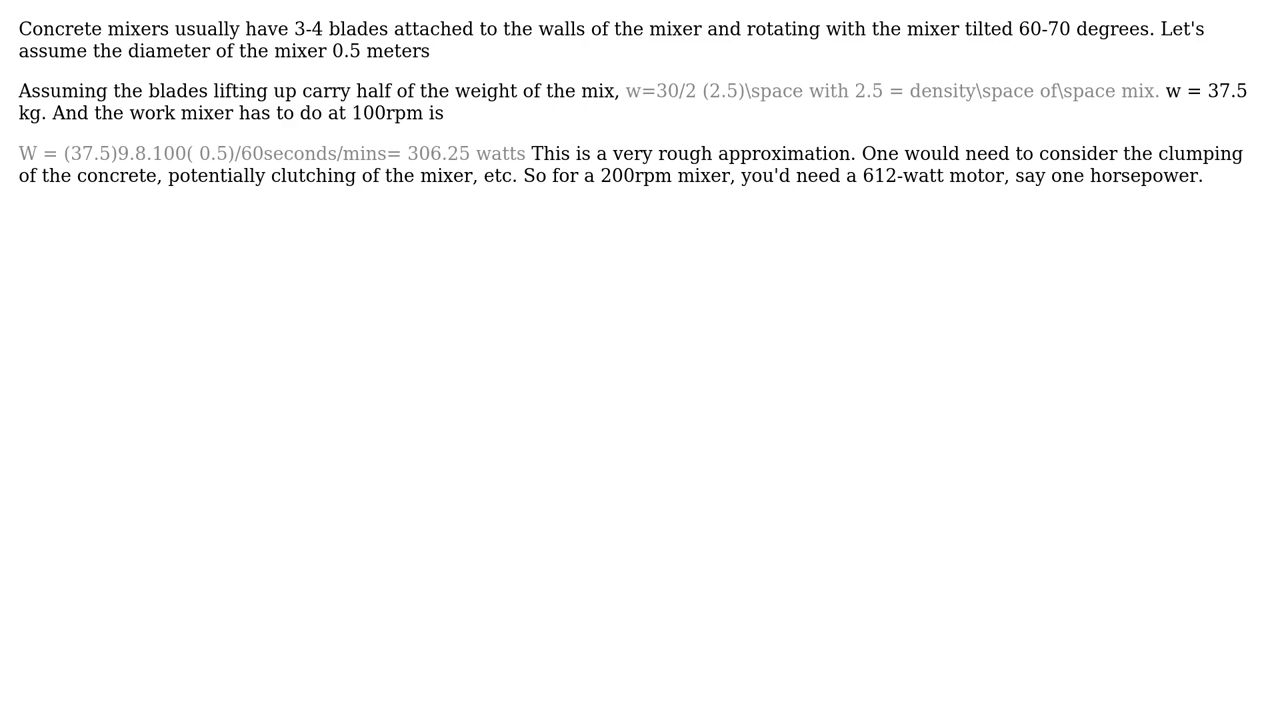 Concrete mixers usually have 3-4 blades attached to the walls of the mixer and rotating with the mixer tilted 60-70 degrees. Let's
assume the diameter of the mixer 0.5 meters
Assuming the blades lifting up carry half of the weight of the mix, w=30/2 (2.5)\space with 2.5 = density\space of\space mix. w = 37.5
kg. And the work mixer has to do at 100rpm is
W = (37.5)9.8.100( 0.5)/60seconds/mins= 306.25 watts This is a very rough approximation. One would need to consider the clumping
of the concrete, potentially clutching of the mixer, etc. So for a 200rpm mixer, you'd need a 612-watt motor, say one horsepower.